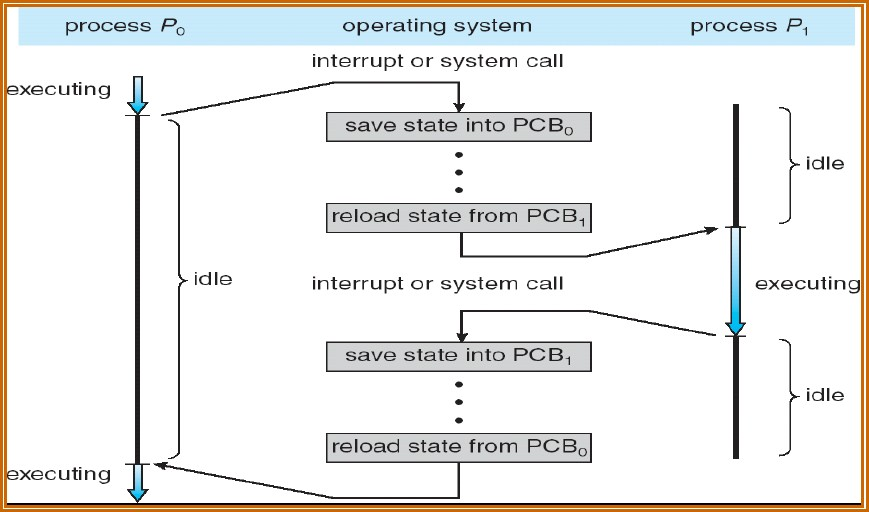 process P0 operating system process P1
interrupt or system call
executing
save state into PCB0
idle
reload state from PCB1
idle
interrupt or system call
executing
save state into PCB1
idle
reload state from PCB0
executing